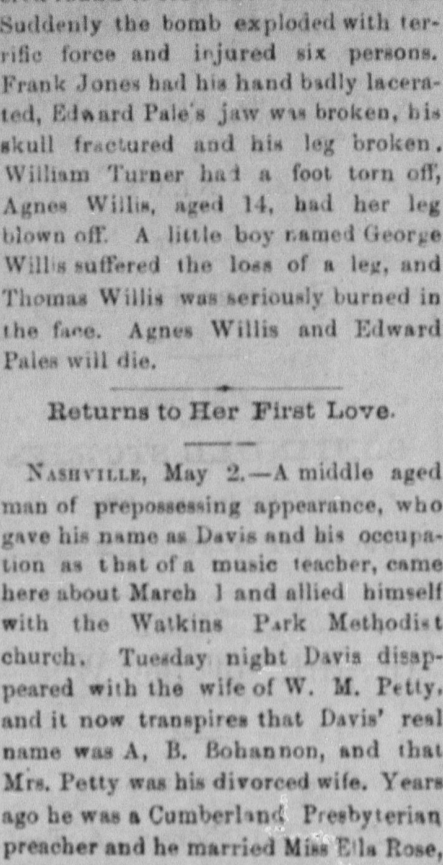 Suddenly the bomb exploded with ter-
rific force and injured six persons.
Frank Jones had his hand badly lacera-
ted, Edward Pale's jaw was broken, his
skull fractured and his leg broken.
William Turner had a foot torn off,
Agnes Willis, aged 14, had her leg
blown off. A little boy named George
Willis suffered the loss of a leg, and
Thomas Willis was seriously burned in
the face. Agnes Willis and Edward
Pales will die.
Returns to Her First Love.
NASHVILLE, May 2.—A middle aged
man of prepossessing appearance, who
gave his name as Davis and his occupa-
tion as that of a music teacher, came
here about March 1 and allied himself
with the Watkins Park Methodist
church. Tuesday night Davis disap-
peared with the wife of W. M. Petty,
and it now transpires that Davis' real
name was A, B. Bohannon, and that
Mrs. Petty was his divorced wife. Years
ago he was a Cumberland Presbyterian
preacher and he married Miss Ella Rose,